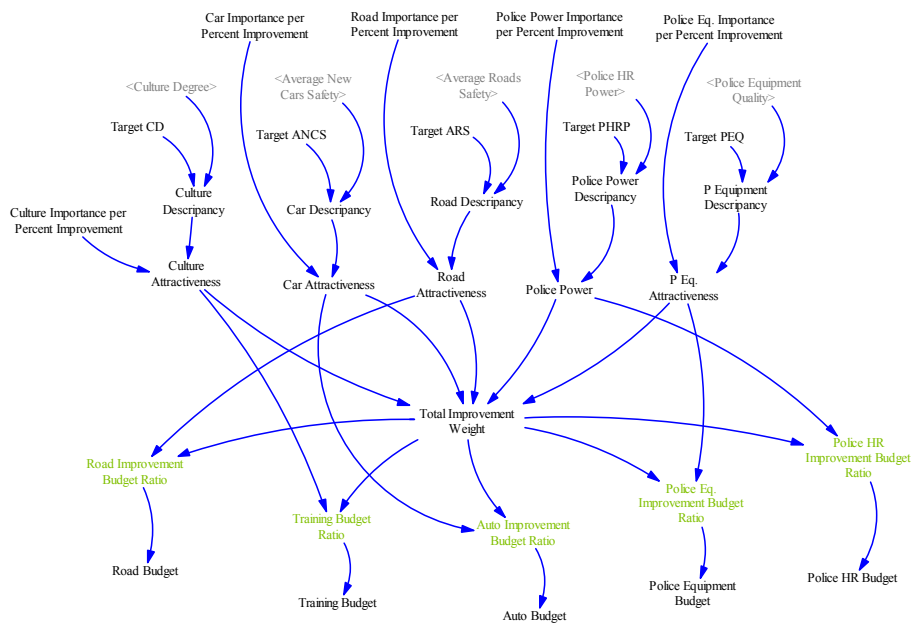 Car Importance per
Percent Improvement
Road Importance per
Percent Improvement
Police Power Importance
per Percent Improvement
Police Eq. Importance
per Percent Improvement
<Culture Degree>
<Average New
Cars Safety>
<Average Roads
Safety>
<Police HR
Power>
<Police Equipment
Quality>
Target CD
Target ANCS
Target ARS
Target PHRP
Target PEQ
Culture
Descripancy
Car Descripancy
Road Descripancy
Police Power
Descripancy
P Equipment
Descripancy
Culture Importance per
Percent Improvement
Culture
Attractiveness
Car Attractiveness
Road
Attractiveness
Police Power
P Eq.
Attractiveness
Total Improvement
Weight
Road Improvement
Budget Ratio
Training Budget
Ratio
Auto Improvement
Budget Ratio
Police Eq.
Improvement Budget
Ratio
Police HR
Improvement Budget
Ratio
Road Budget
Training Budget
Auto Budget
Police Equipment
Budget
Police HR Budget